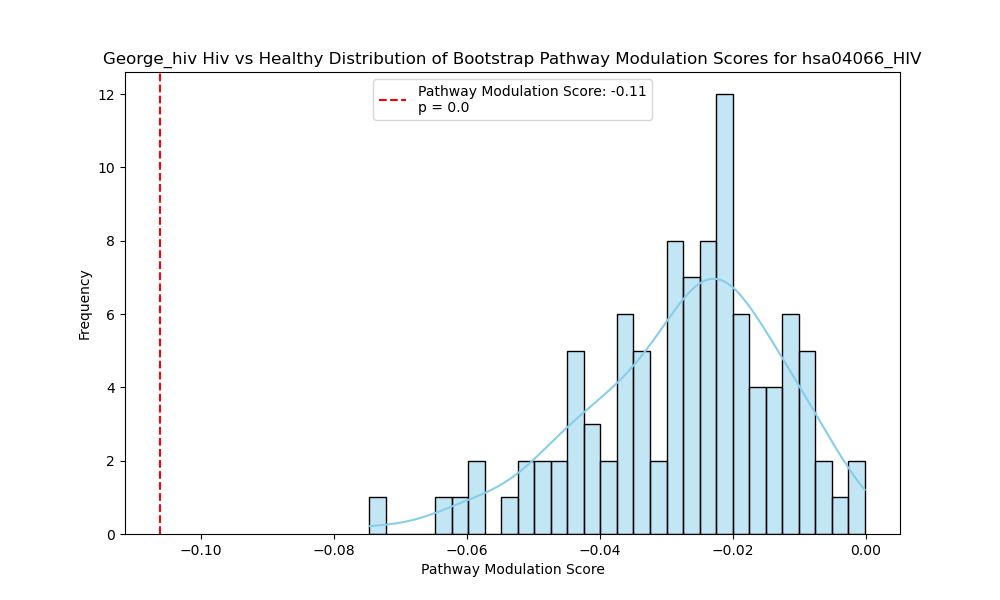 George_hiv Hiv vs Healthy Distribution of Bootstrap Pathway Modulation Scores for hsa04066_HIV
Pathway Modulation Score: -0.11
p = 0.0
12
10
8
6
4
2
0
Frequency
−0.10
−0.08
−0.06
−0.04
−0.02
0.00
Pathway Modulation Score